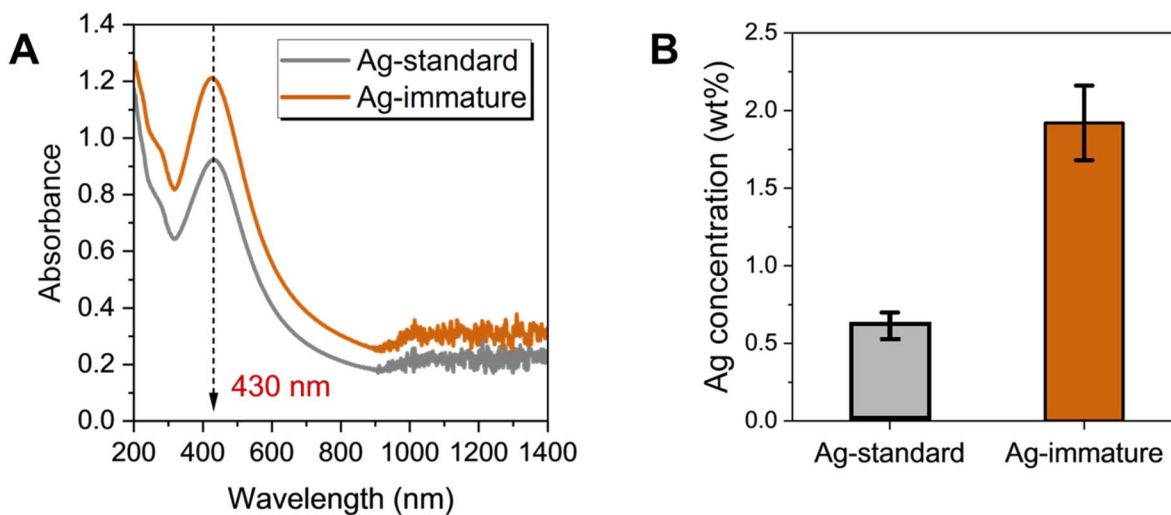 A
Absorbance
1.4
1.2
1.0
0.8
0.6
0.4
0.2
0.0
Ag-standard
Ag-immature
430 nm
200 400 600 800 1000 1200 1400
Wavelength (nm)
B
Ag concentration (wt%)
2.5
2.0
1.5
1.0
0.5
0.0
Ag-standard Ag-immature